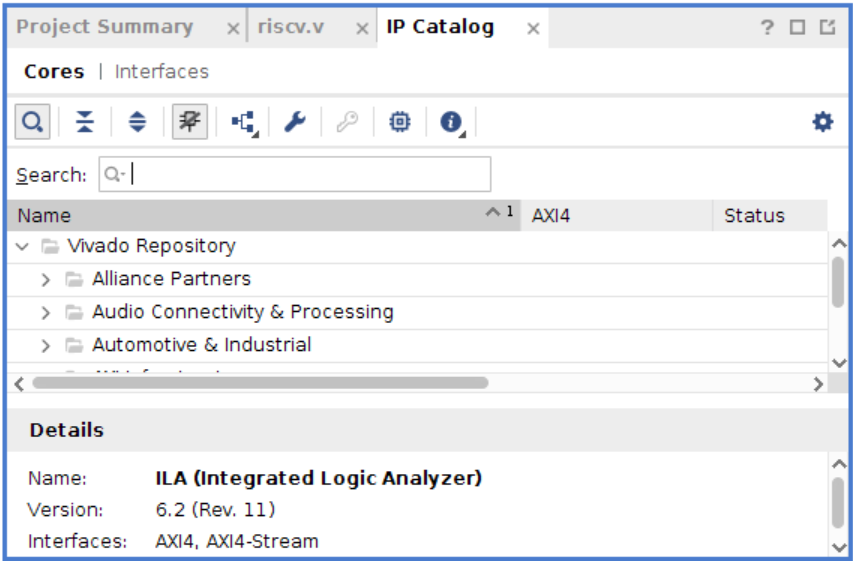 Project Summary × riscv.v × IP Catalog × ?
Cores | Interfaces
Search:
Name 1 AXI4 Status
Vivado Repository
Alliance Partners
Audio Connectivity & Processing
Automotive & Industrial
Details
Name: ILA (Integrated Logic Analyzer)
Version: 6.2 (Rev. 11)
Interfaces: AXI4, AXI4-Stream